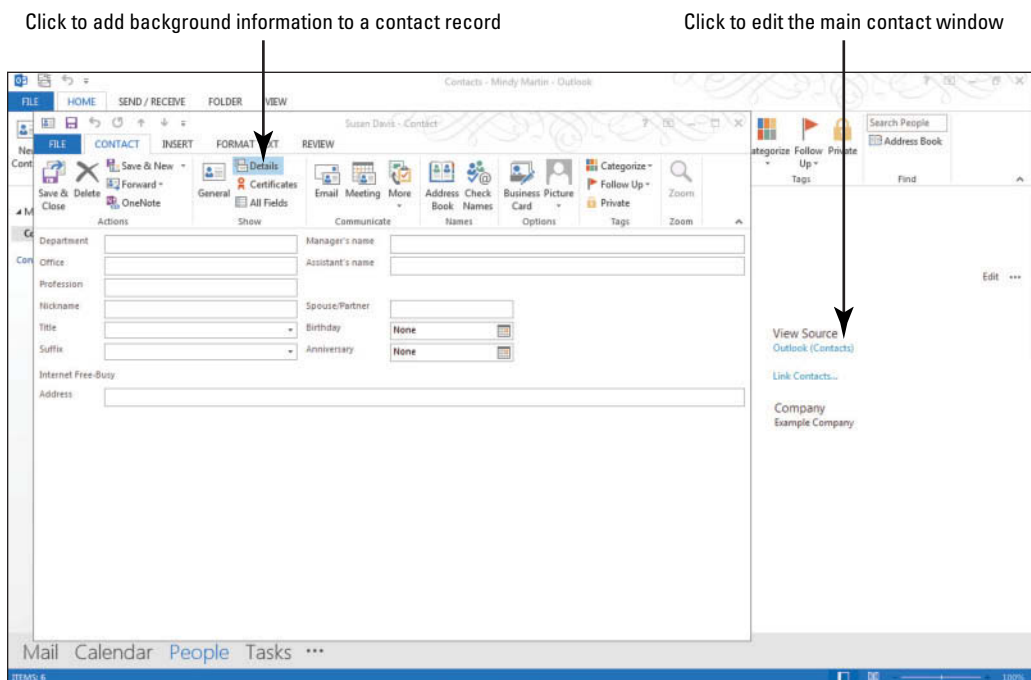 Click to add background information to a contact record
Click to edit the main contact window
Contacts - Mindy Martin - Outlook
FILE HOME SEND / RECEIVE FOLDER VIEW
Susan Davis - Contact
FILE CONTACT INSERT FORMAT REVIEW
Save & Close
Delete
Save & New
Forward
OneNote
Actions
General
Details
Certificates
All Fields
Show
Email
Meeting
More
Communicate
Address Book
Check Names
Names
Business Card
Picture
Options
Categorize
Follow Up
Private
Tags
Zoom
Zoom
Follow Up
Private
Tags
Search People
Address Book
Find
Department
Manager's name
Office
Assistant's name
Profession
Nickname
Spouse/Partner
Title
Birthday
None
Suffix
Anniversary
None
Internet Free-Busy
Address
Edit
View Source
Outlook (Contacts)
Link Contacts...
Company
Example Company
Mail Calendar People Tasks
ITEMS: 6
100%